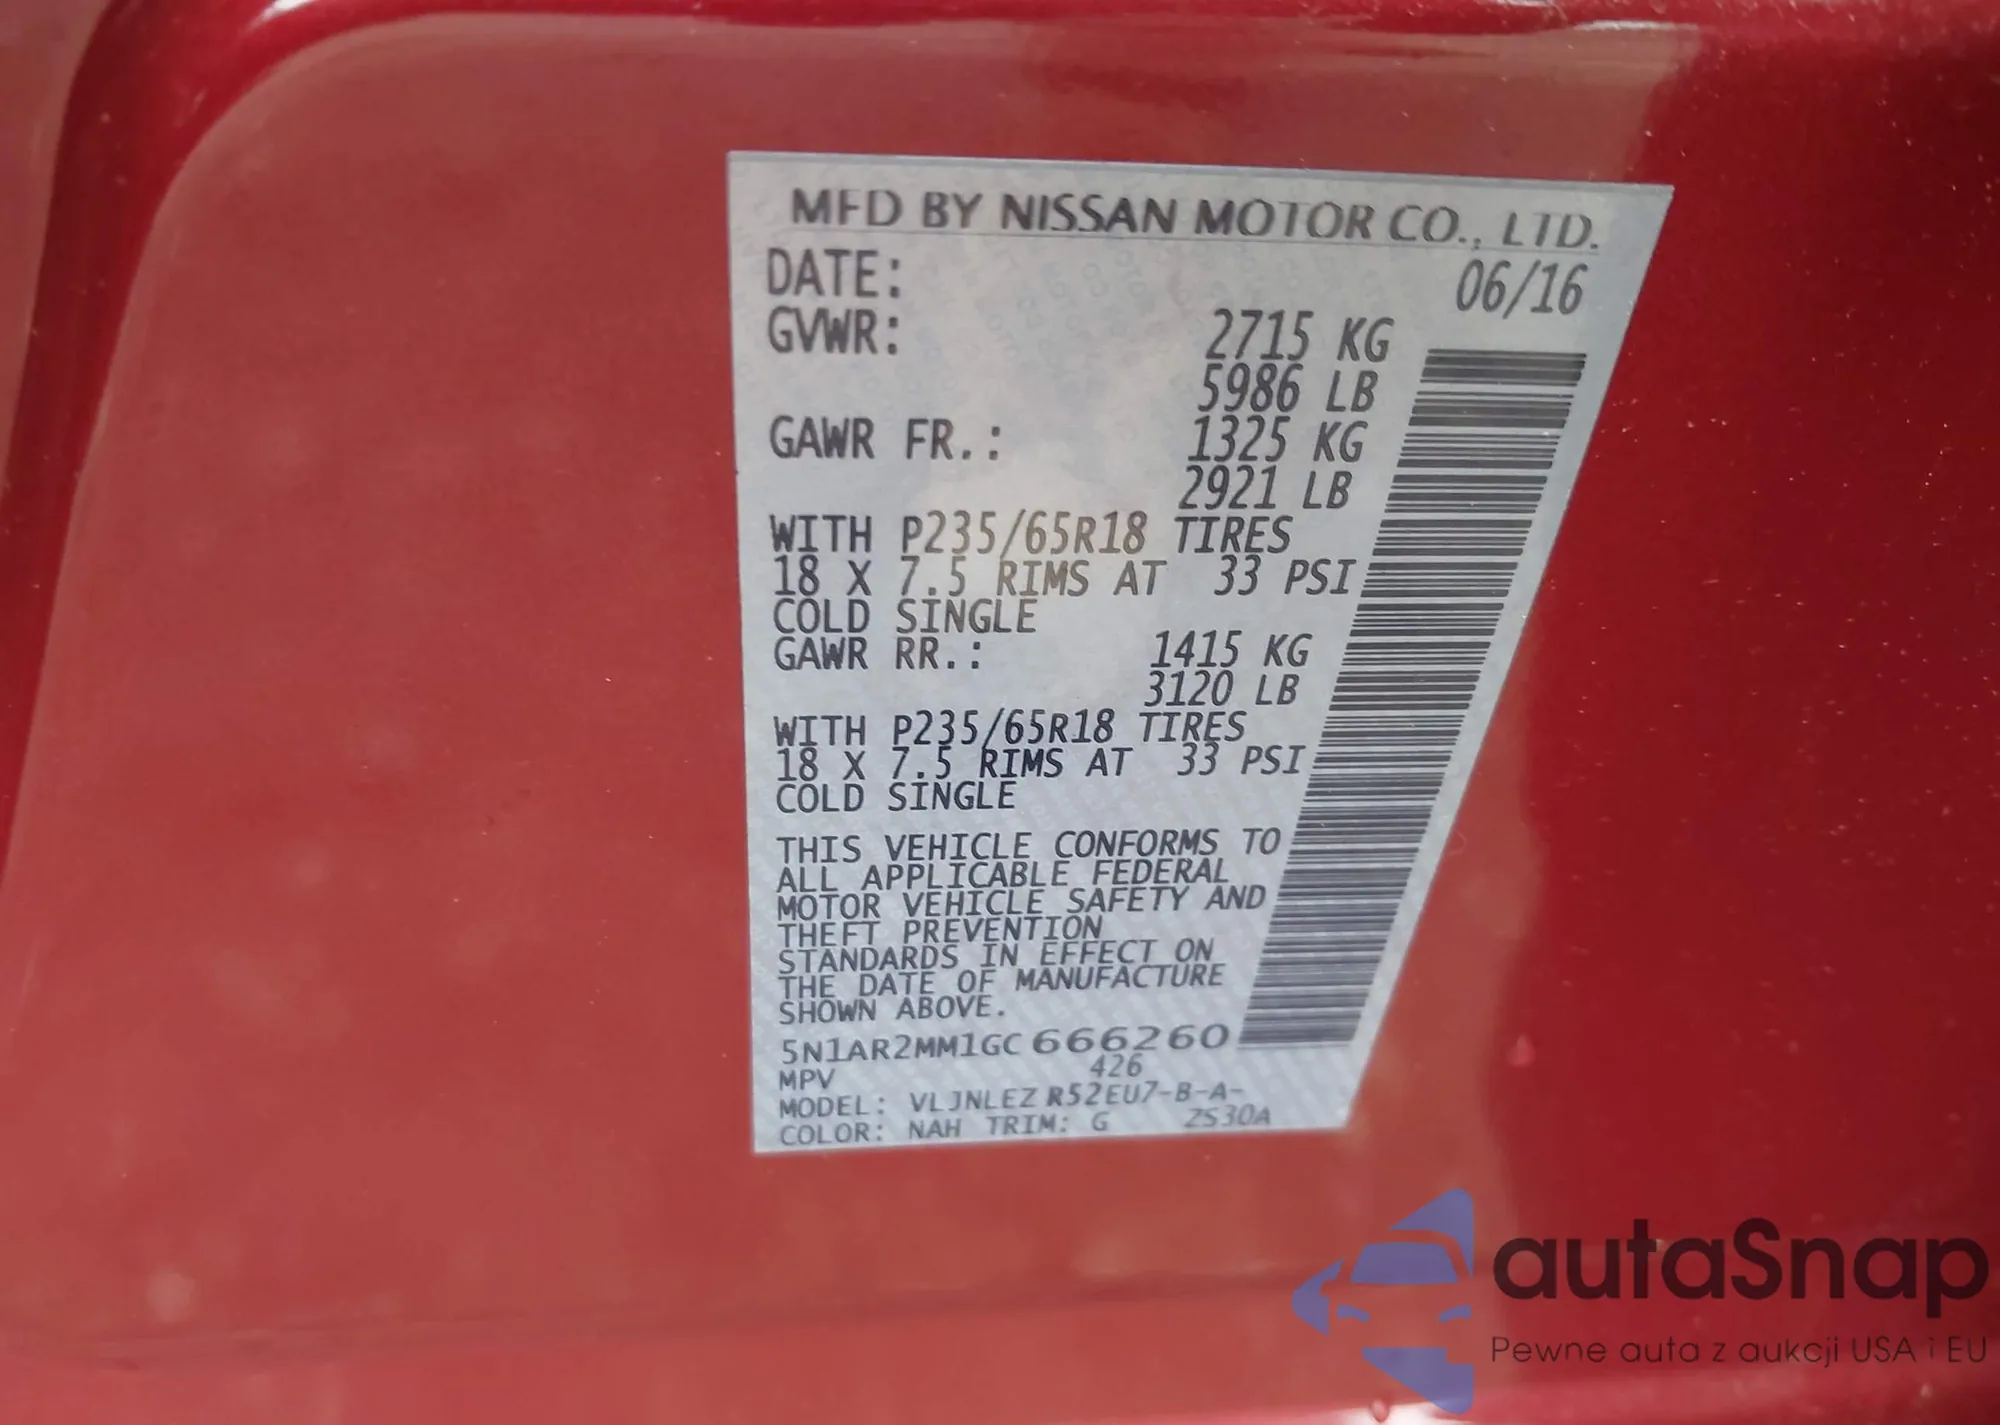 MFD BY NISSAN MOTOR CO., LTD.
DATE: 06/16
GVWR: 2715 KG
5986 LB
GAWR FR.: 1325 KG
2921 LB
WITH P235/65R18 TIRES
18 X 7.5 RIMS AT 33 PSI
COLD SINGLE
GAWR RR.: 1415 KG
3120 LB
WITH P235/65R18 TIRES
18 X 7.5 RIMS AT 33 PSI
COLD SINGLE
THIS VEHICLE CONFORMS TO
ALL APPLICABLE FEDERAL
MOTOR VEHICLE SAFETY AND
THEFT PREVENTION
STANDARDS IN EFFECT ON
THE DATE OF MANUFACTURE
SHOWN ABOVE.
5N1AR2MM1GC666260
MPV 426
MODEL: VLJNLEZ R52EU7-B-A-
COLOR: NAH TRIM: G 2S30A
autaSnap
Pewne auta z aukcji USA i EU